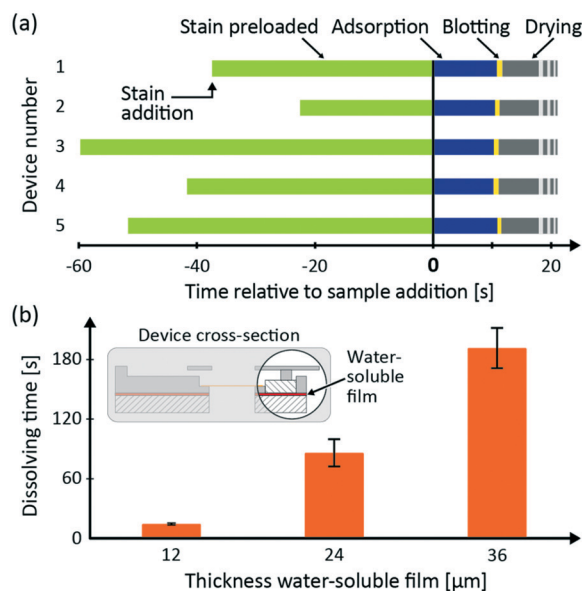 (a)
Stain preloaded Adsorption Blotting Drying
Device number
1
Stain
addition
2
3
4
5
-60 -40 -20 0 20
Time relative to sample addition [s]
(b)
Device cross-section
Water-
soluble
film
Dissolving time [s]
180
120
60
0
12 24 36
Thickness water-soluble film [µm]